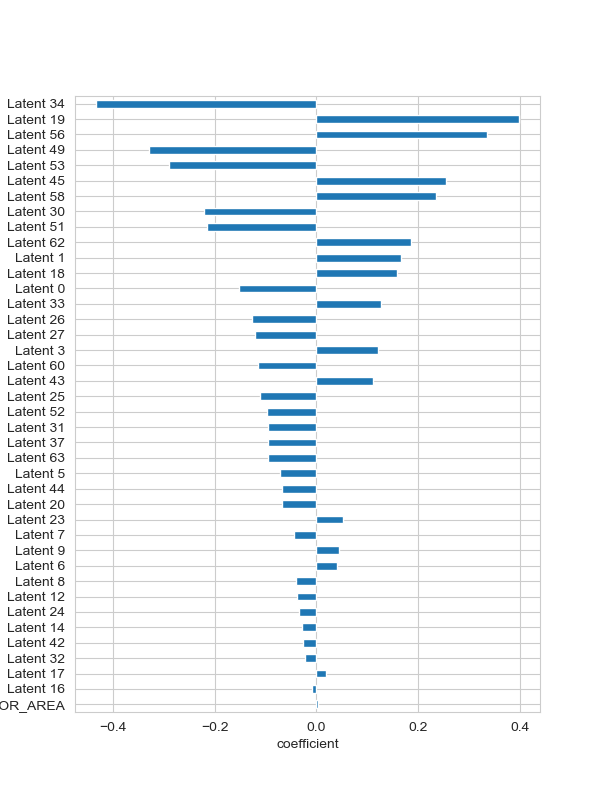 Latent 34
Latent 19
Latent 56
Latent 49
Latent 53
Latent 45
Latent 58
Latent 30
Latent 51
Latent 62
Latent 1
Latent 18
Latent 0
Latent 33
Latent 26
Latent 27
Latent 3
Latent 60
Latent 43
Latent 25
Latent 52
Latent 31
Latent 37
Latent 63
Latent 5
Latent 44
Latent 20
Latent 23
Latent 7
Latent 9
Latent 6
Latent 8
Latent 12
Latent 24
Latent 14
Latent 42
Latent 32
Latent 17
Latent 16
OR_AREA
−0.4 −0.2 0.0 0.2 0.4
coefficient